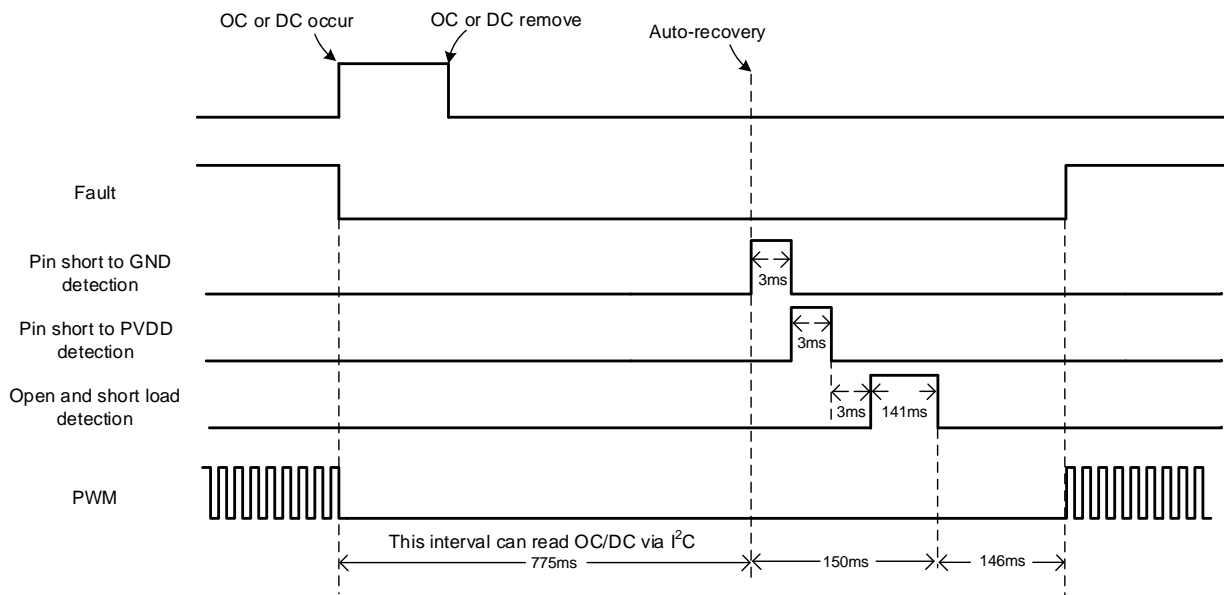 OC or DC occur
OC or DC remove
Auto-recovery
Fault
Pin short to GND
detection
3ms
Pin short to PVDD
detection
3ms
Open and short load
detection
3ms
141ms
PWM
This interval can read OC/DC via I²C
775ms
150ms
146ms